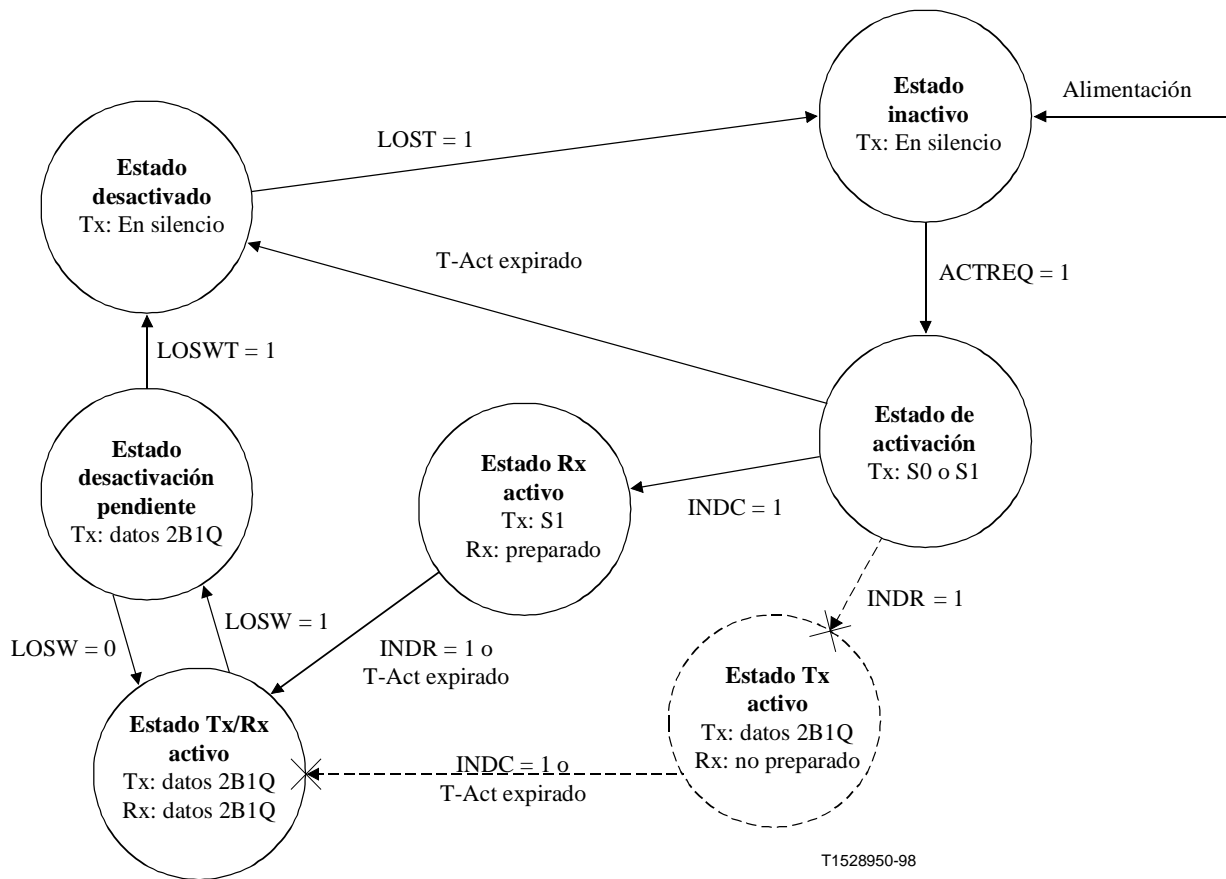 Estado
inactivo
Tx: En silencio
Alimentación
LOST = 1
Estado
desactivado
Tx: En silencio
T-Act expirado
ACTREQ = 1
LOSWT = 1
Estado de
activación
Tx: S0 o S1
Estado
desactivación
pendiente
Tx: datos 2B1Q
Estado Rx
activo
Tx: S1
Rx: preparado
INDC = 1
INDR = 1
LOSW = 1
LOSW = 0
INDR = 1 o
T-Act expirado
Estado Tx
activo
Tx: datos 2B1Q
Rx: no preparado
Estado Tx/Rx
activo
Tx: datos 2B1Q
Rx: datos 2B1Q
INDC = 1 o
T-Act expirado
T1528950-98